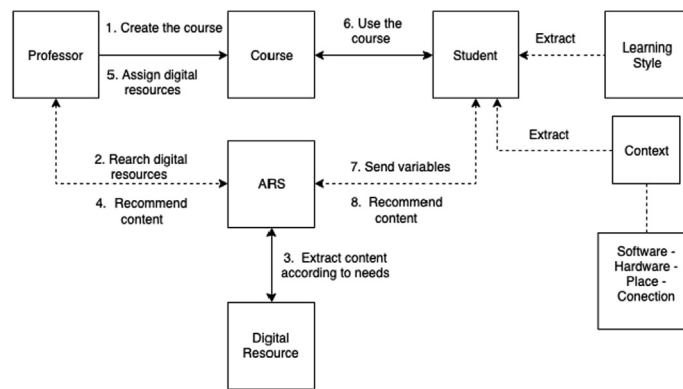 1. Create the course
6. Use the
course
Professor
Course
Student
Extract
Learning
Style
5. Assign digital
resources
Extract
Context
2. Rearch digital
resources
AIRS
7. Send variables
4. Recommend
content
8. Recommend
content
3. Extract content
according to needs
Software -
Hardware -
Place -
Conection
Digital
Resource